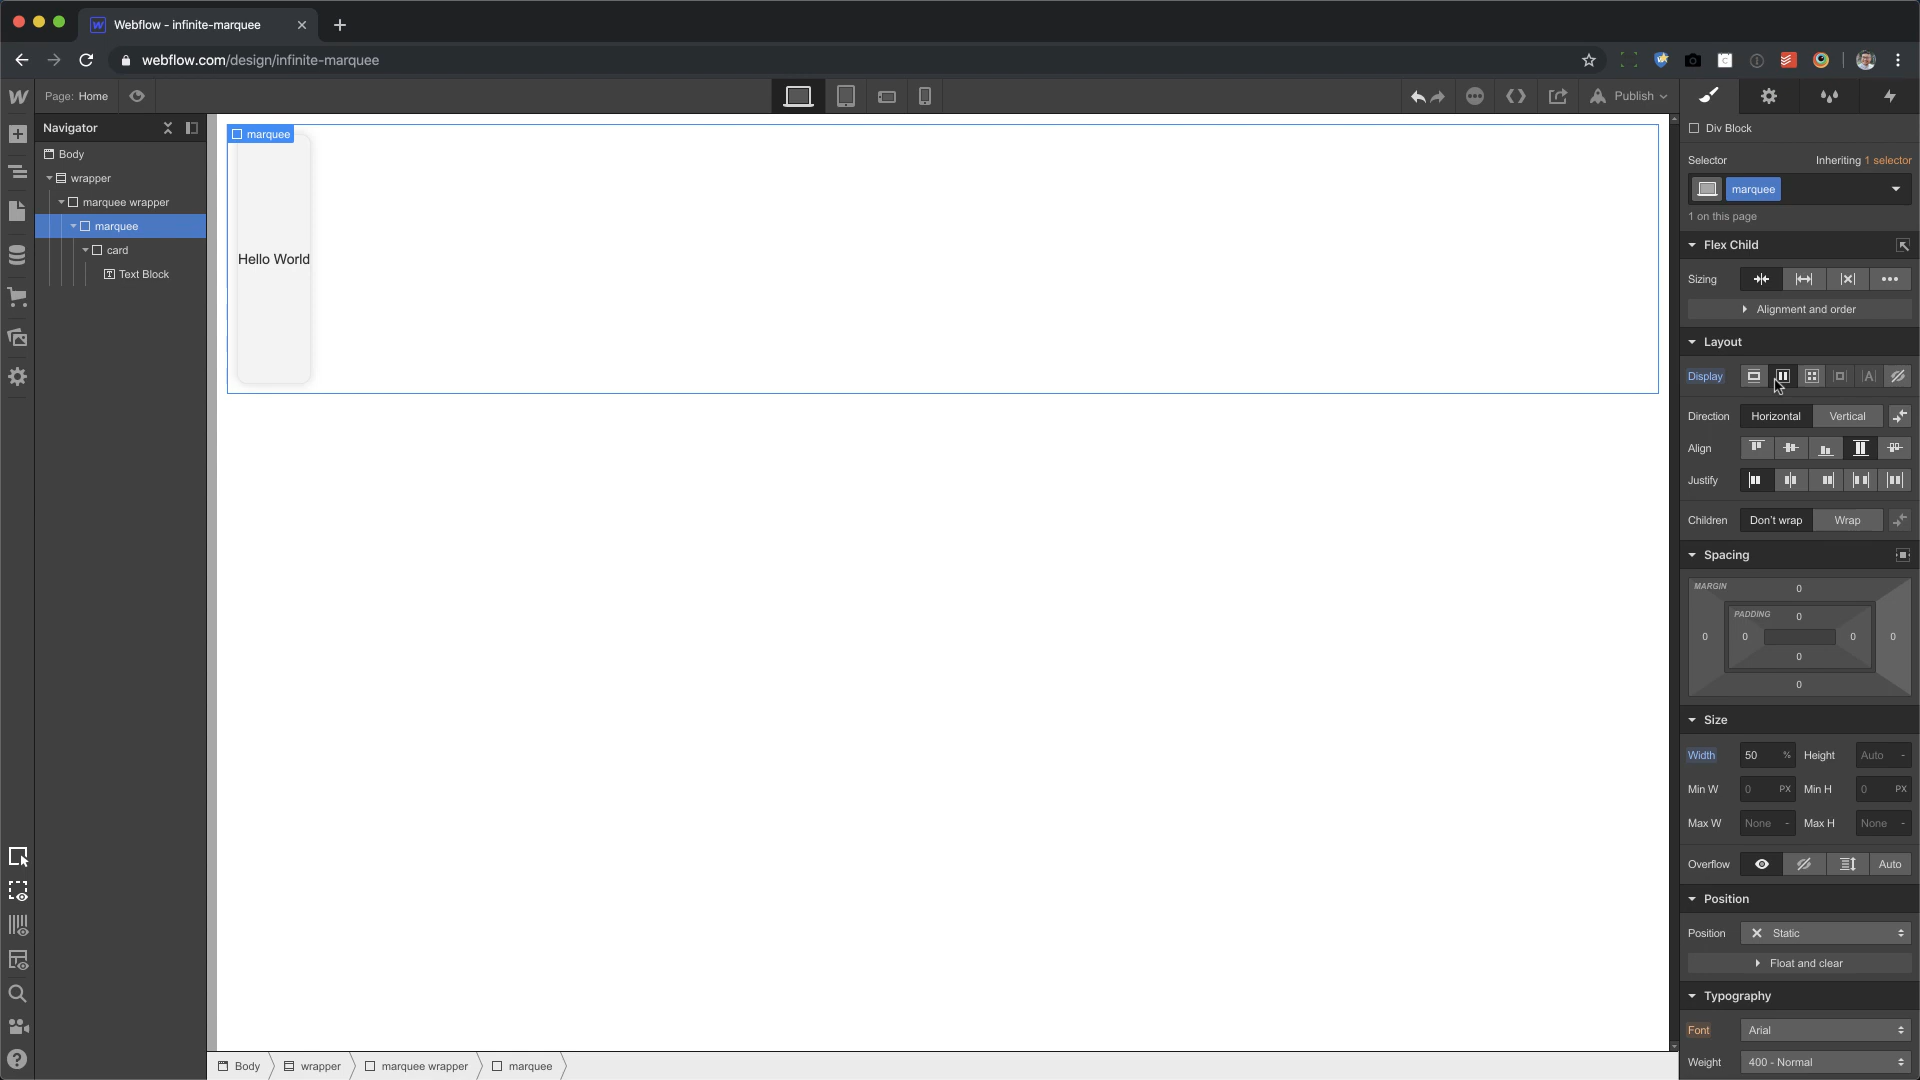 Webflow - infinite-marquee
webflow.com/design/infinite-marquee
Page: Home
Publish
Navigator
Body
wrapper
marquee wrapper
marquee
card
Text Block
marquee
Hello World
Div Block
Selector
Inheriting 1 selector
marquee
1 on this page
Flex Child
Sizing
Alignment and order
Layout
Display
Direction Horizontal Vertical
Align
Justify
Children Don't wrap Wrap
Spacing
MARGIN
0
PADDING
0
0 0 0 0
0
0
Size
Width 50 % Height Auto -
Min W 0 PX Min H 0 PX
Max W None - Max H None -
Overflow Auto
Position
Position Static
Float and clear
Typography
Font Arial
Weight 400 - Normal
Body wrapper marquee wrapper marquee